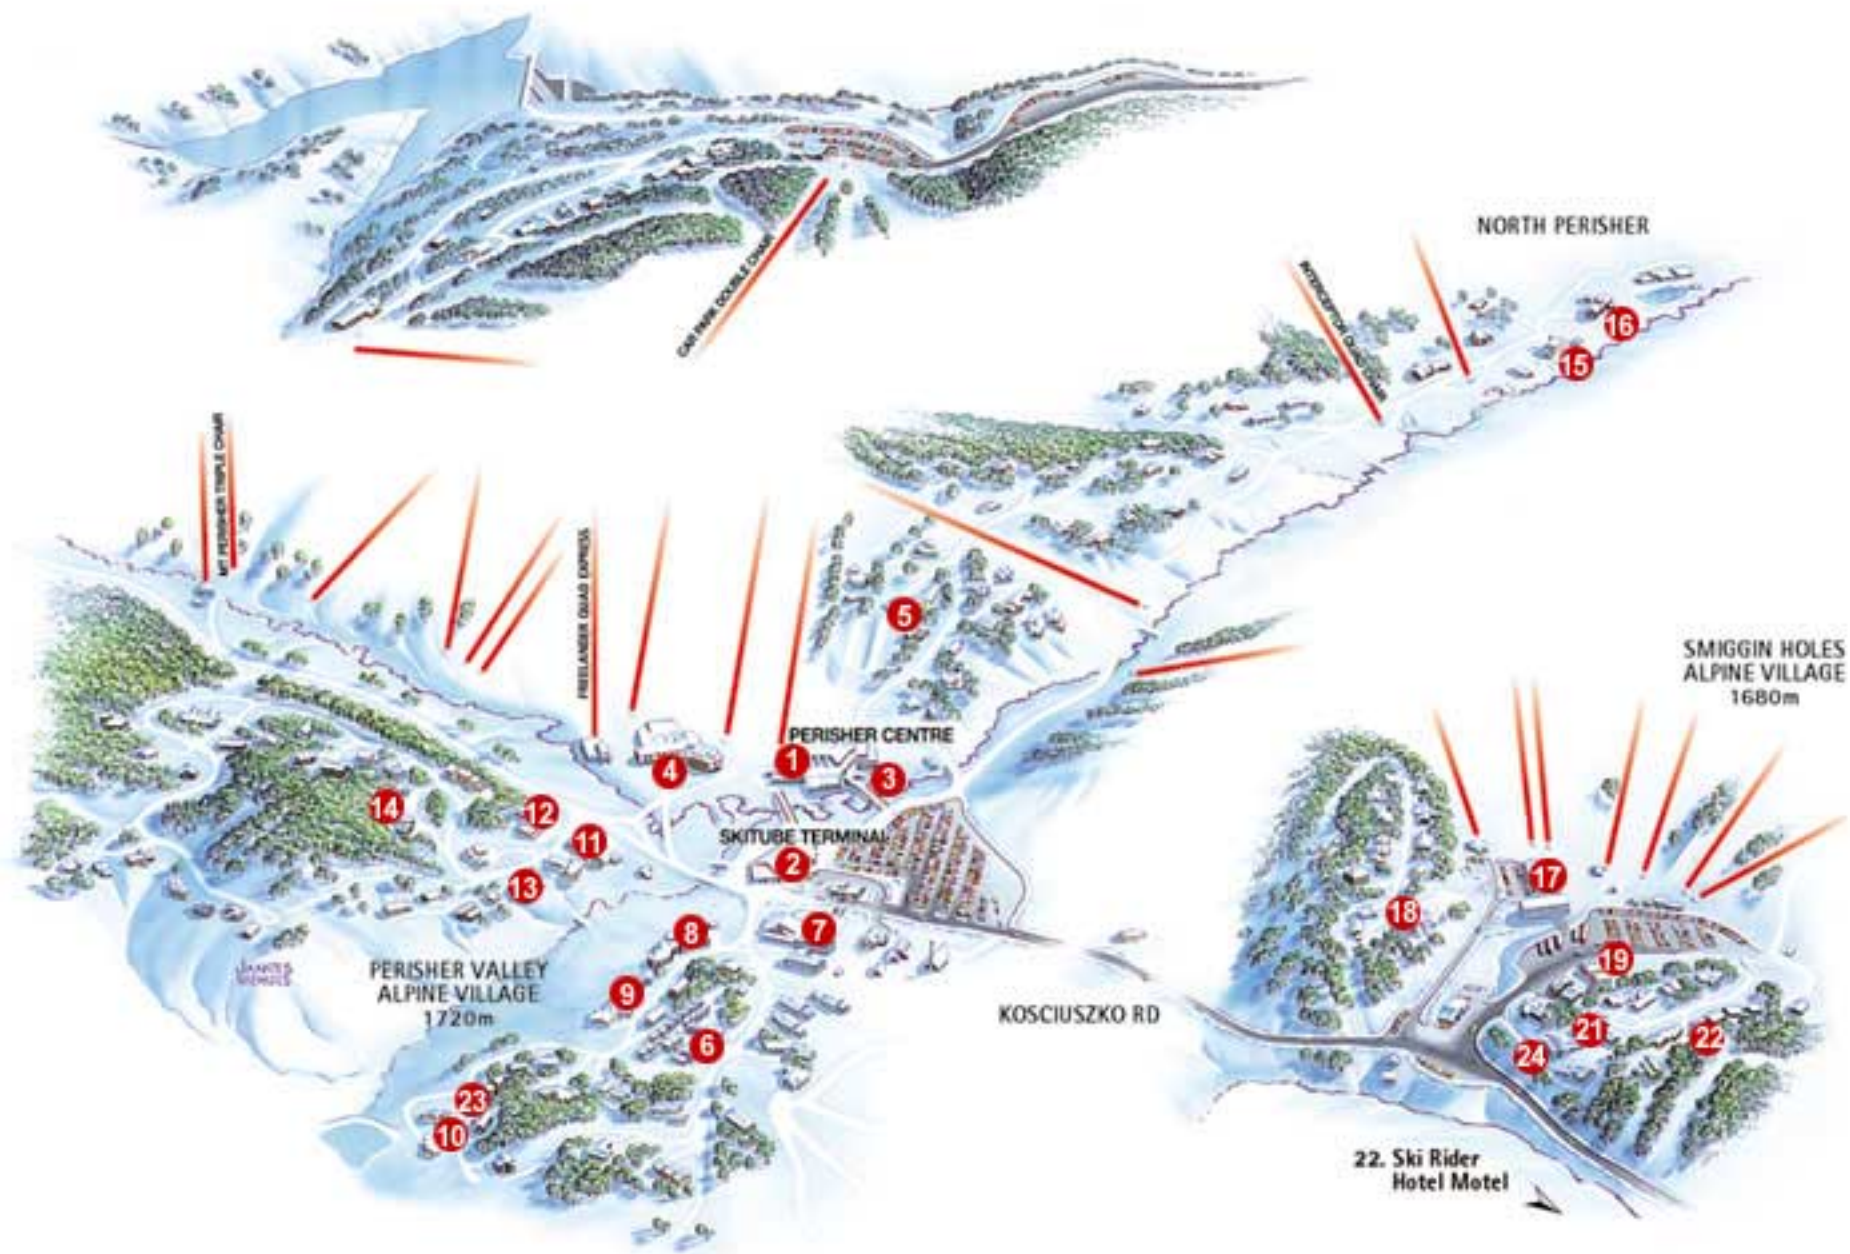 NORTH PERISHER
CAR PARK DOUBLE CHAIR
INTERCEPTOR QUAD CHAIR
16
15
MT PERISHER TRIPLE CHAIR
FREELANDER QUAD EXPRESS
5
SMIGGIN HOLES
ALPINE VILLAGE
1680m
PERISHER CENTRE
1
4
3
14
12
11
SKITUBE TERMINAL
2
13
17
18
8
7
19
PERISHER VALLEY
ALPINE VILLAGE
1720m
9
KOSCIUSZKO RD
6
21
22
24
23
10
22. Ski Rider
Hotel Motel